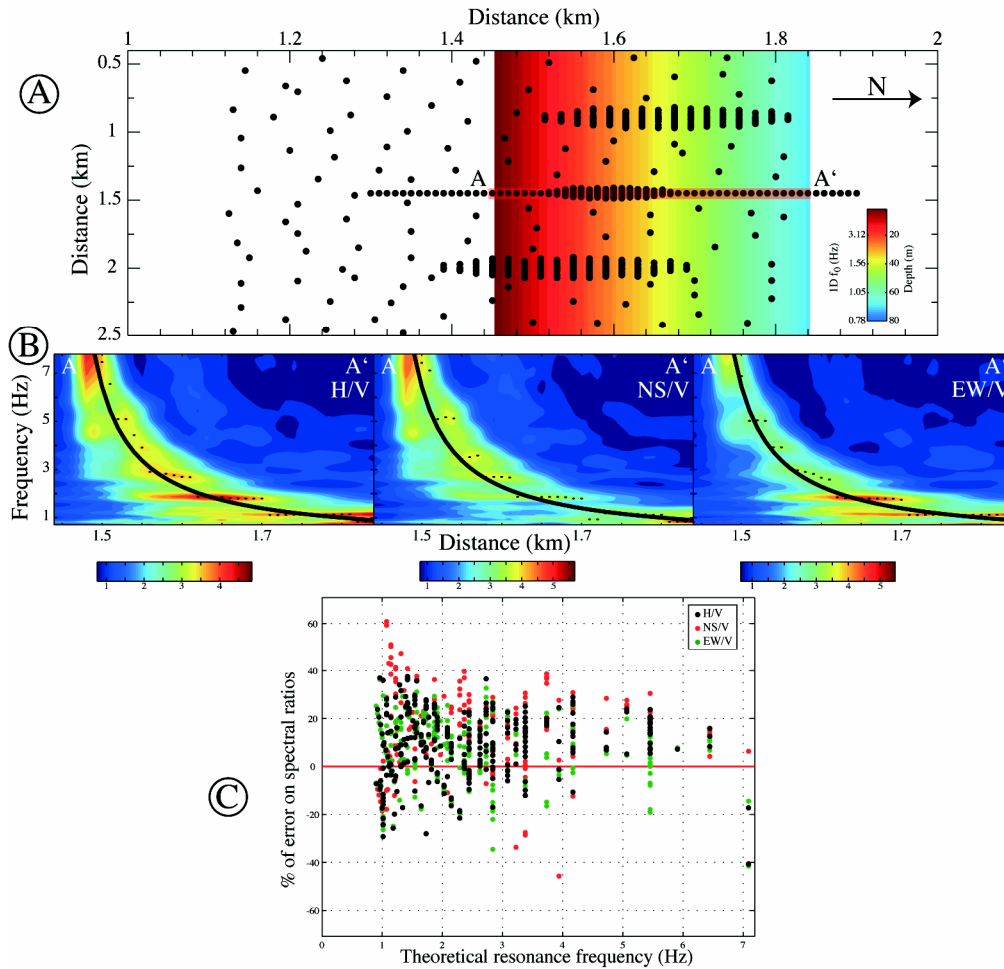 Distance (km)
1 1.2 1.4 1.6 1.8 2
A
Distance (km)
0.5
1
1.5
2
2.5
N
A A‘
1D f0 (Hz)
3.12
1.56
1.05
0.78
20
40
60
80
Depth (m)
B
Frequency (Hz)
7
5
3
1
A A‘
H/V
A A‘
NS/V
A A‘
EW/V
1.5 1.7 1.5 1.7 1.5 1.7
Distance (km)
1 2 3 4
1 2 3 4 5
1 2 3 4 5
C
% of error on spectral ratios
60
40
20
0
-20
-40
-60
H/V
NS/V
EW/V
0 1 2 3 4 5 6 7
Theoretical resonance frequency (Hz)